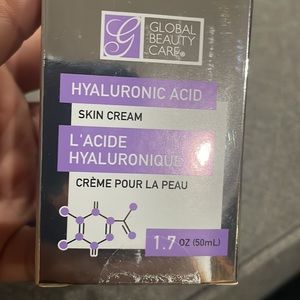 GLOBAL
BEAUTY
CARE®
HYALURONIC ACID
SKIN CREAM
L'ACIDE
HYALURONIQUE
CRÈME POUR LA PEAU
1.7 OZ (50mL)